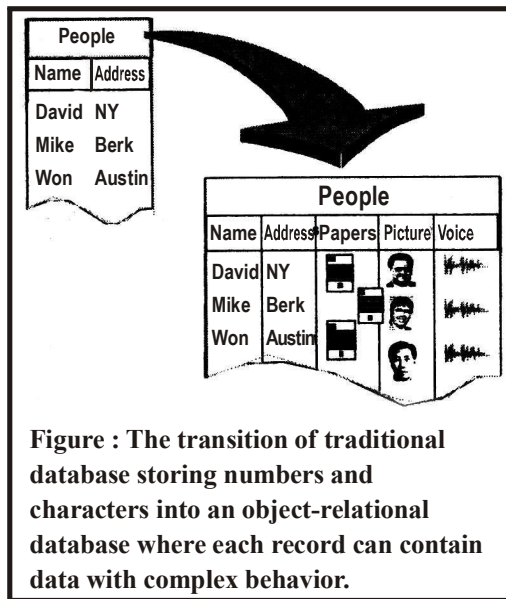 People
Name Address
David NY
Mike Berk
Won Austin
People
Name Address Papers Picture Voice
David NY
Mike Berk
Won Austin
Figure : The transition of traditional
database storing numbers and
characters into an object-relational
database where each record can contain
data with complex behavior.